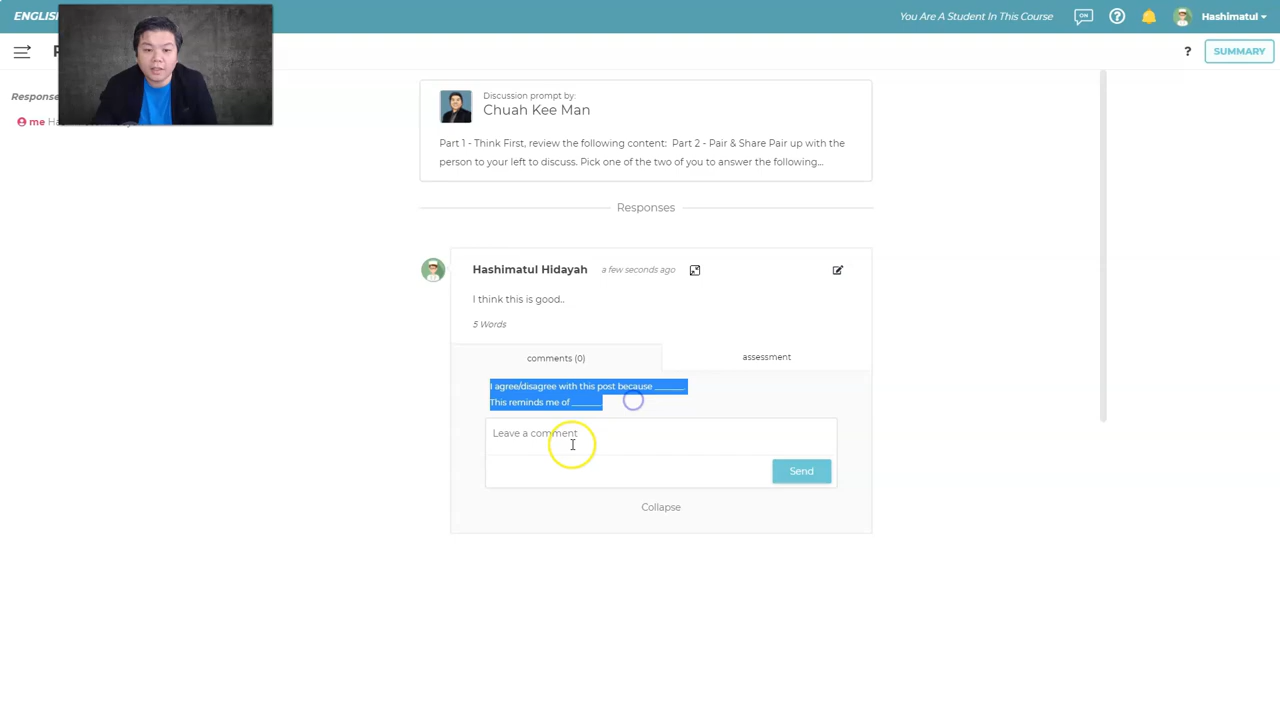 ENGLIS
You Are A Student In This Course
ON
Hashimatul
?
SUMMARY
Response
me
Discussion prompt by:
Chuah Kee Man
Part 1 - Think First, review the following content:  Part 2 - Pair & Share Pair up with the
person to your left to discuss. Pick one of the two of you to answer the following...
Responses
Hashimatul Hidayah
a few seconds ago
I think this is good..
5 Words
comments (0)
assessment
I agree/disagree with this post because ______.
This reminds me of ______.
Leave a comment
Send
Collapse